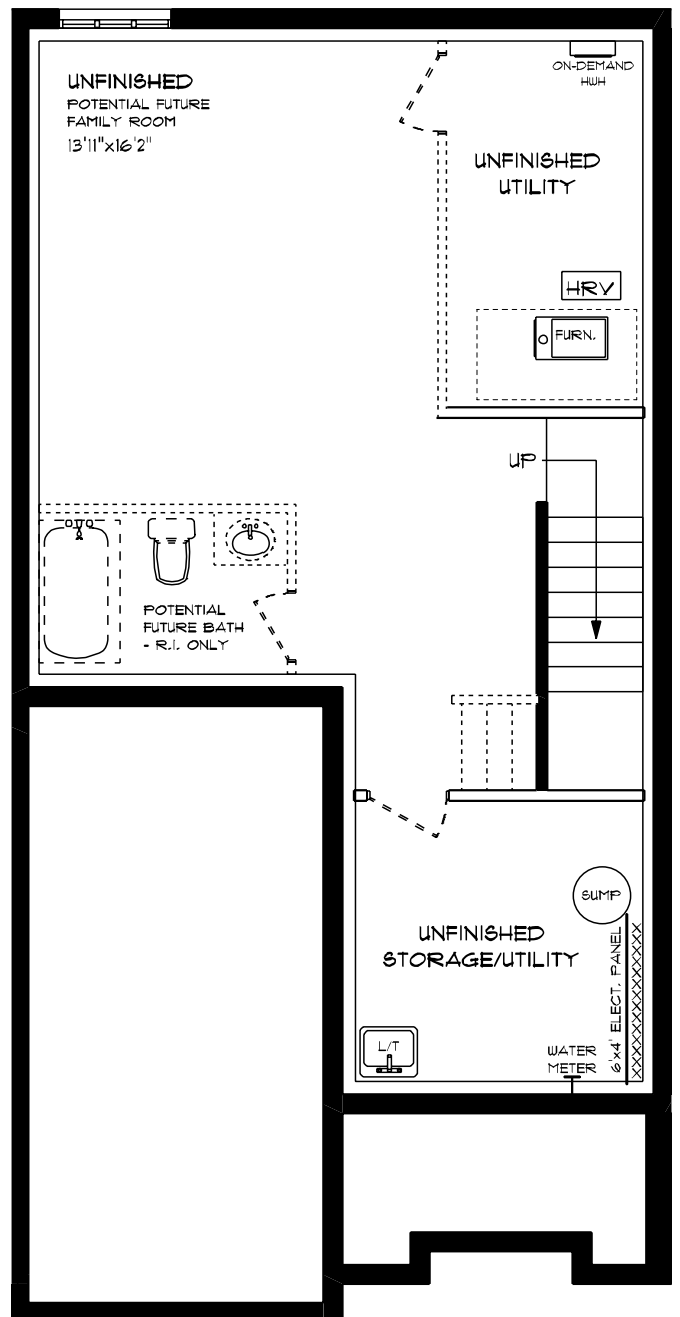 UNFINISHED
POTENTIAL FUTURE
FAMILY ROOM
13'11"x16'2"
ON-DEMAND
HWH
UNFINISHED
UTILITY
HRV
FURN.
UP
POTENTIAL
FUTURE BATH
- R.I. ONLY
SUMP
UNFINISHED
STORAGE/UTILITY
6'x4' ELECT. PANEL
L/T
WATER
METER